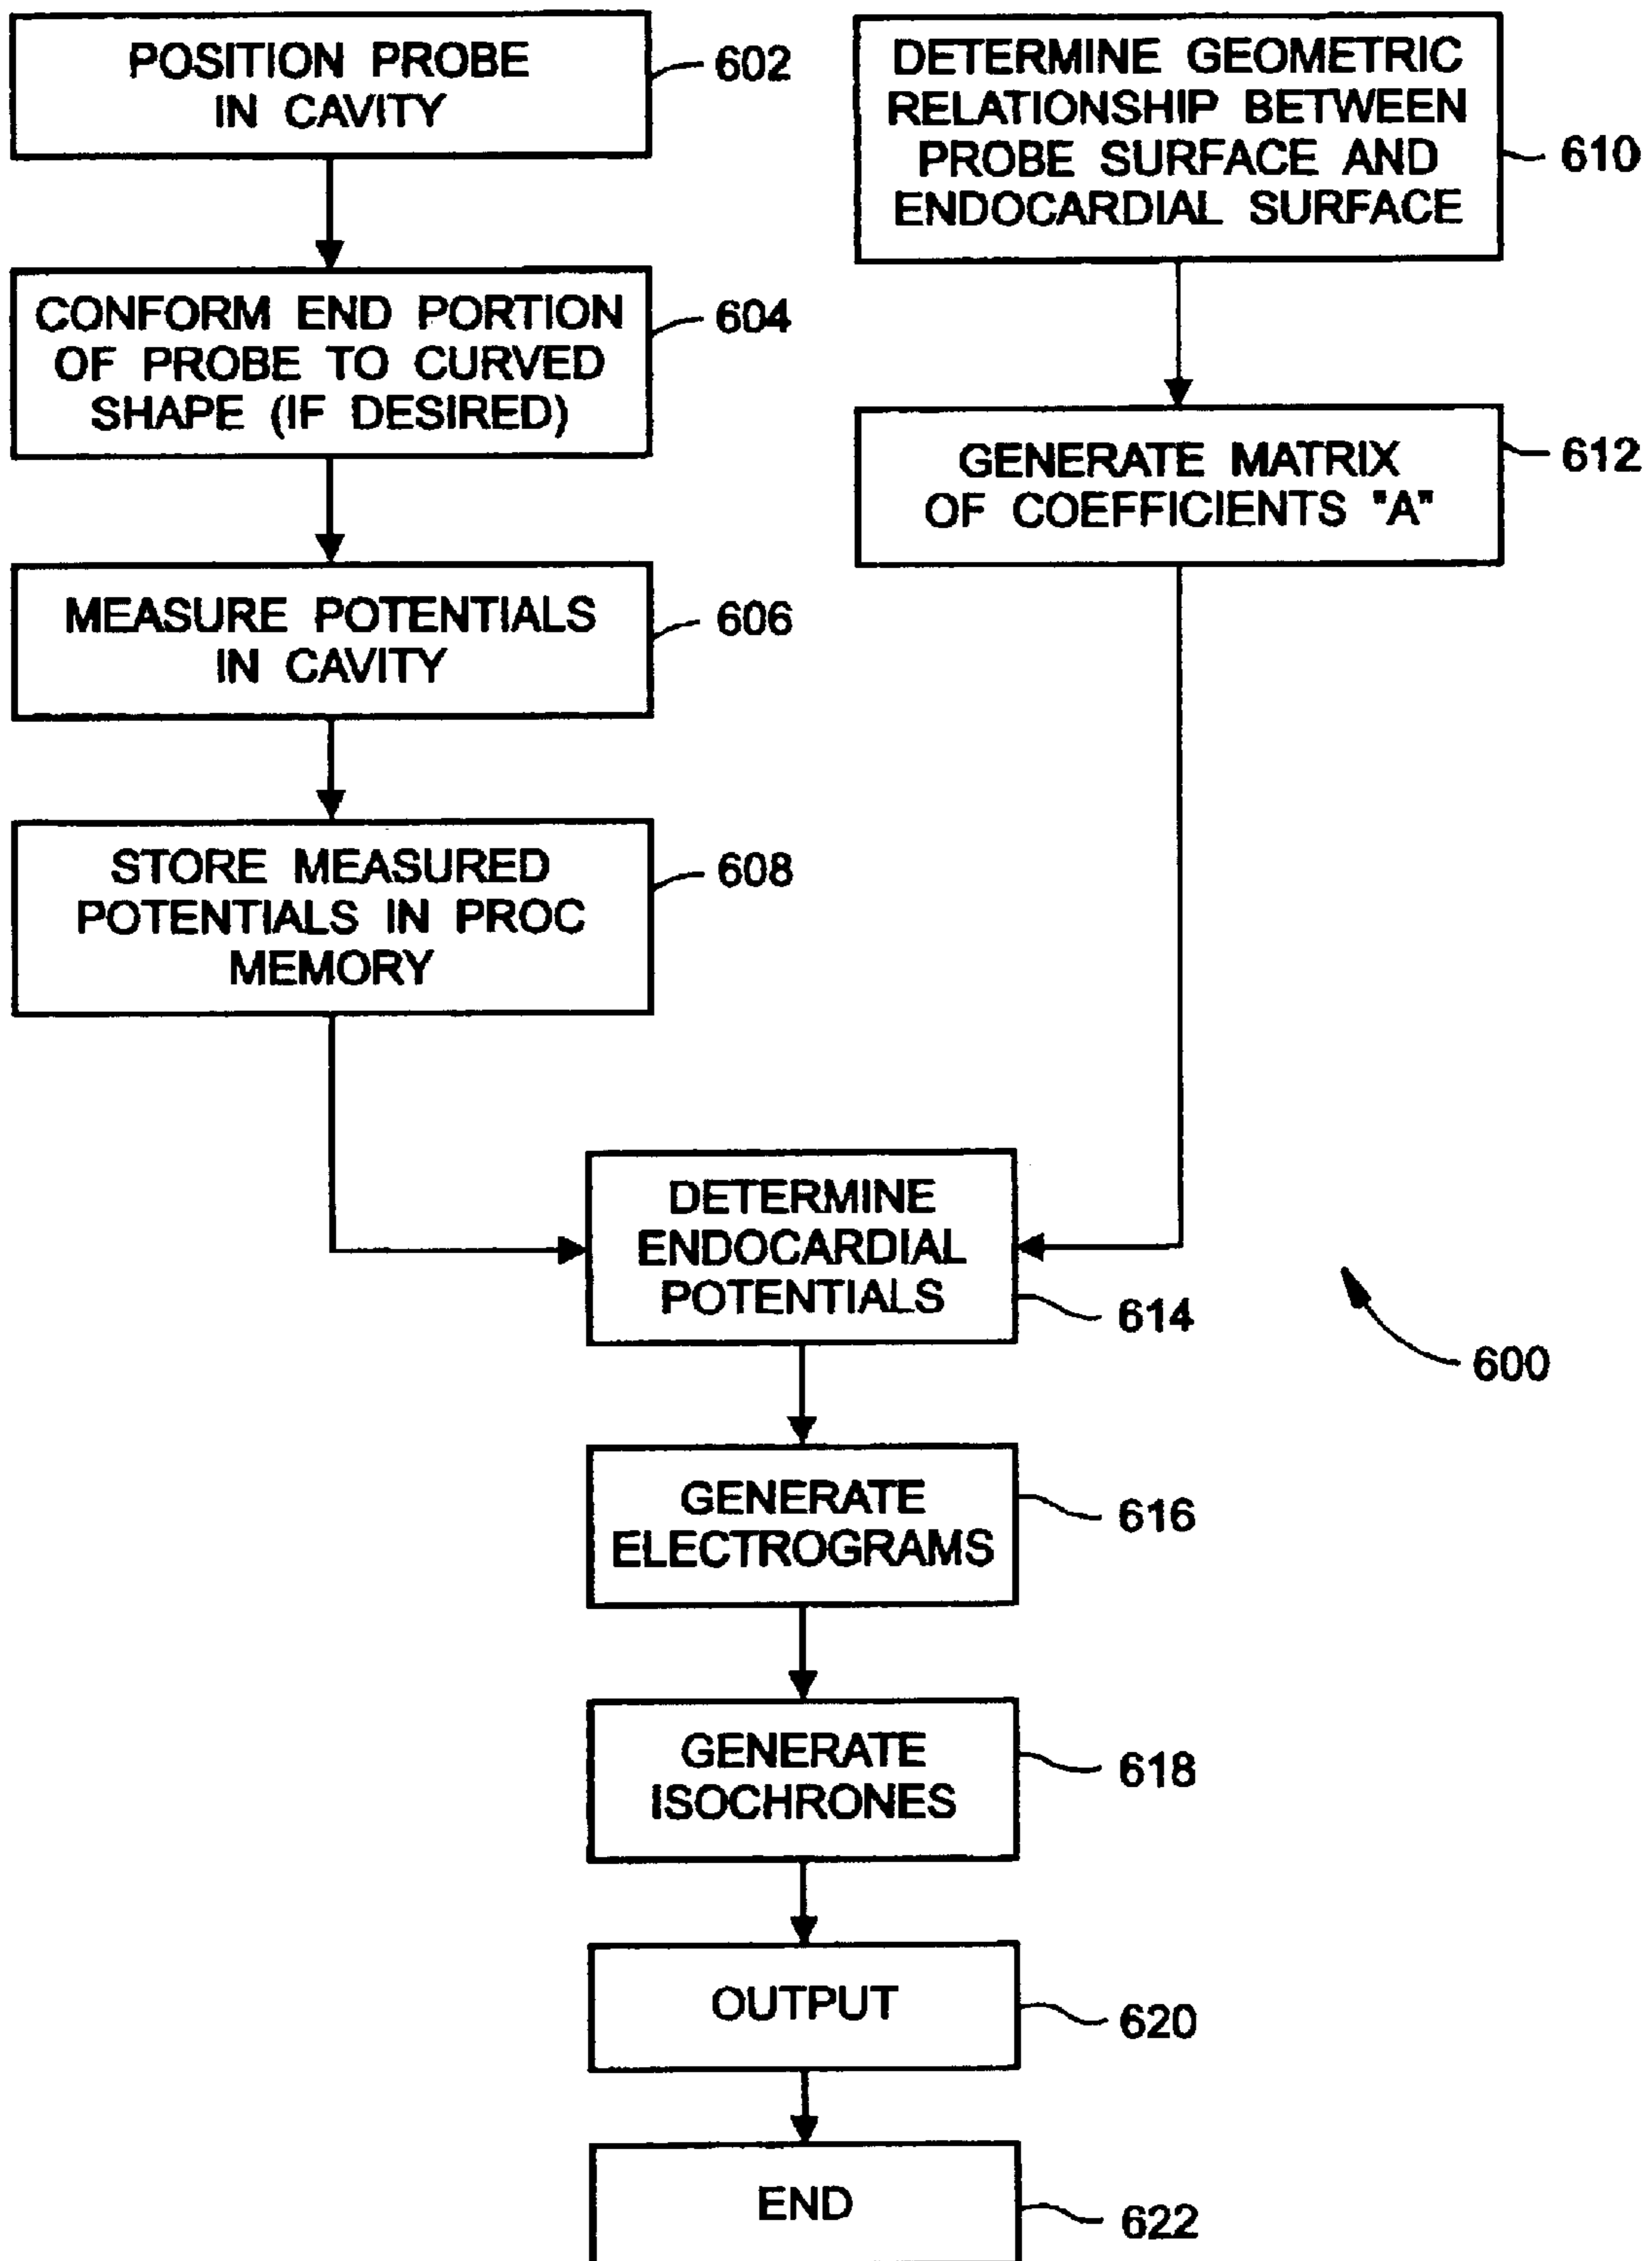 POSITION PROBE
IN CAVITY
602
CONFORM END PORTION
OF PROBE TO CURVED
SHAPE (IF DESIRED)
604
MEASURE POTENTIALS
IN CAVITY
606
STORE MEASURED
POTENTIALS IN PROC
MEMORY
608
DETERMINE GEOMETRIC
RELATIONSHIP BETWEEN
PROBE SURFACE AND
ENDOCARDIAL SURFACE
610
GENERATE MATRIX
OF COEFFICIENTS "A"
612
DETERMINE
ENDOCARDIAL
POTENTIALS
614
600
GENERATE
ELECTROGRAMS
616
GENERATE
ISOCHRONES
618
OUTPUT
620
END
622